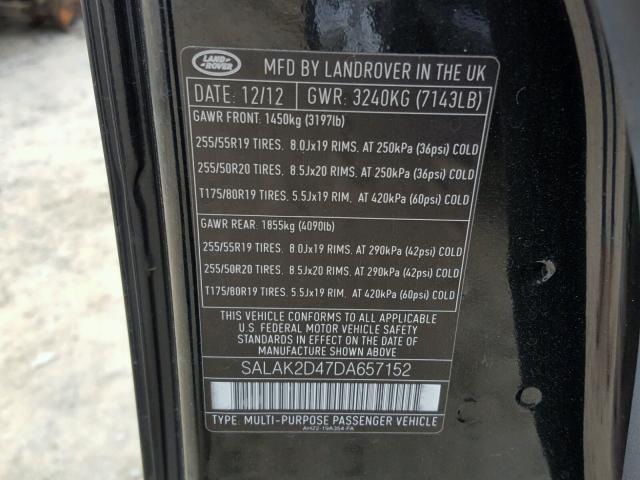 LAND ROVER
MFD BY LANDROVER IN THE UK
DATE: 12/12 GWR: 3240KG (7143LB)
GAWR FRONT: 1450kg (3197lb)
255/55R19 TIRES. 8.0Jx19 RIMS. AT 250kPa (36psi) COLD
255/50R20 TIRES. 8.5Jx20 RIMS. AT 250kPa (36psi) COLD
T175/80R19 TIRES. 5.5Jx19 RIM. AT 420kPa (60psi) COLD
GAWR REAR: 1855kg (4090lb)
255/55R19 TIRES. 8.0Jx19 RIMS. AT 290kPa (42psi) COLD
255/50R20 TIRES. 8.5Jx20 RIMS. AT 290kPa (42psi) COLD
T175/80R19 TIRES. 5.5Jx19 RIM. AT 420kPa (60psi) COLD
THIS VEHICLE CONFORMS TO ALL APPLICABLE
U.S. FEDERAL MOTOR VEHICLE SAFETY
STANDARDS IN EFFECT ON THE DATE OF
MANUFACTURE SHOWN ABOVE.
SALAK2D47DA657152
TYPE: MULTI-PURPOSE PASSENGER VEHICLE
AH22-19A354-FA